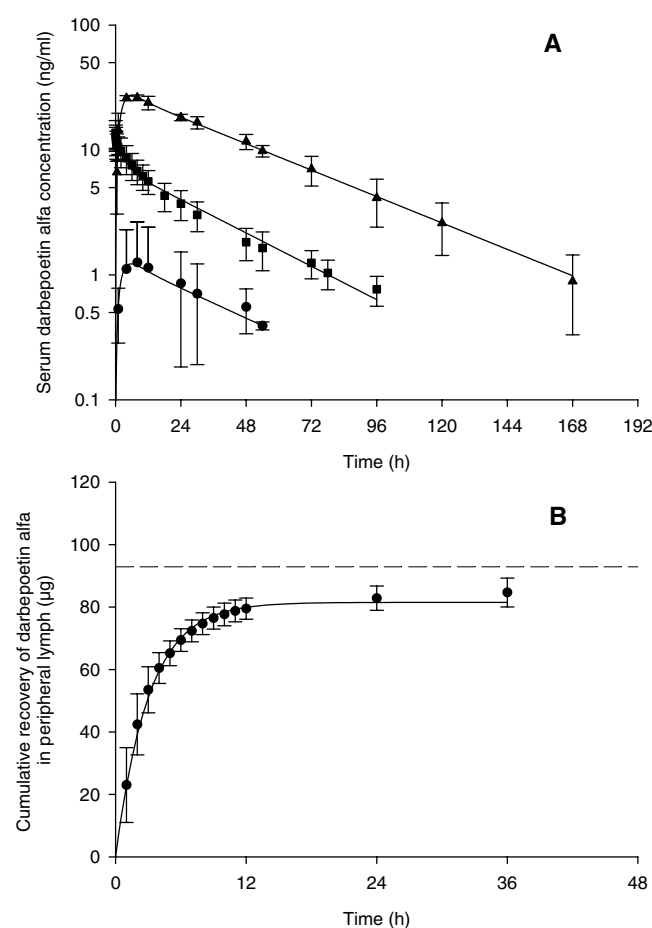 A
Serum darbepoetin alfa concentration (ng/ml)
100
50
10
5
1
0.5
0.1
0 24 48 72 96 120 144 168 192
Time (h)
B
Cumulative recovery of darbepoetin alfa
in peripheral lymph (µg)
120
100
80
60
40
20
0
0 12 24 36 48
Time (h)